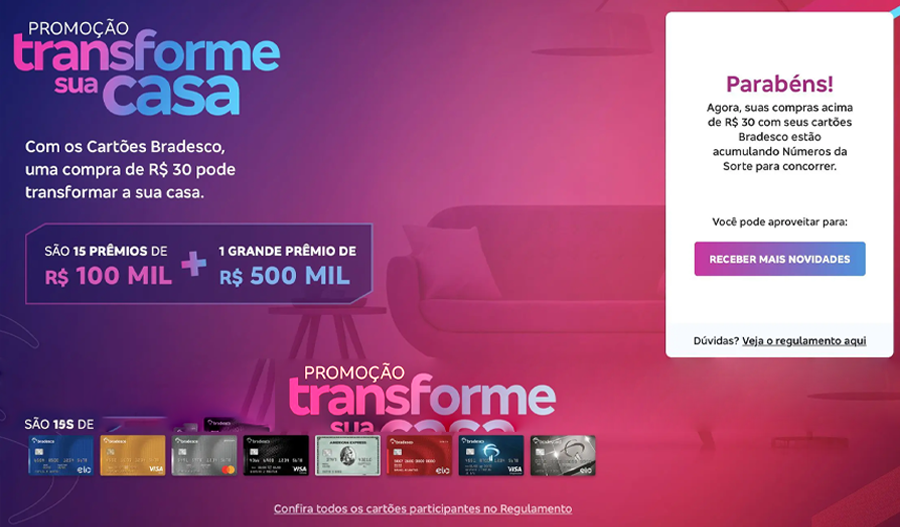 PROMOÇÃO
transforme
sua casa
Com os Cartões Bradesco,
uma compra de R$ 30 pode
transformar a sua casa.
SÃO 15 PRÊMIOS DE
R$ 100 MIL
+
1 GRANDE PRÊMIO DE
R$ 500 MIL
Parabéns!
Agora, suas compras acima
de R$ 30 com seus cartões
Bradesco estão
acumulando Números da
Sorte para concorrer.
Você pode aproveitar para:
RECEBER MAIS NOVIDADES
Dúvidas? Veja o regulamento aqui
PROMOÇÃO
transforme
sua casa
SÃO 15S DE
bradesco
elo
bradesco
VISA
bradesco
bradesco
VISA
AMERICAN EXPRESS
bradesco
elo
bradesco
VISA
elo
Confira todos os cartões participantes no Regulamento